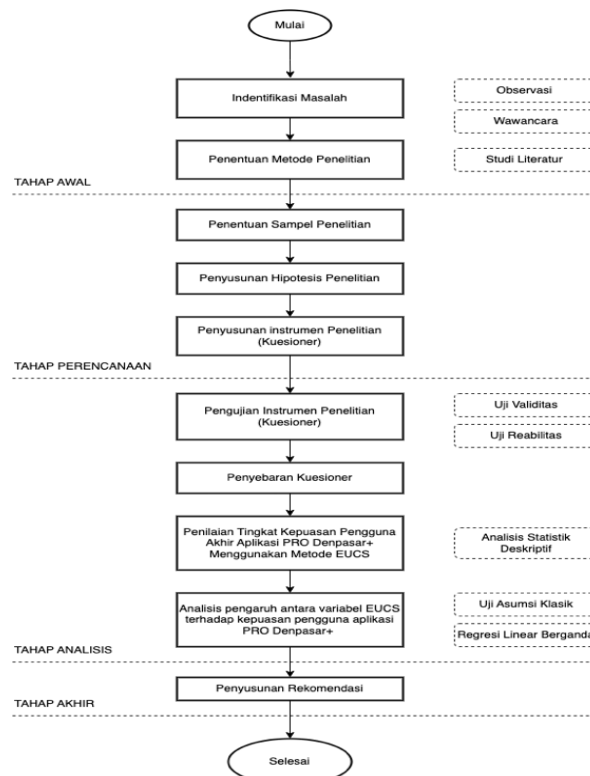 Mulai
Indentifikasi Masalah
Observasi
Wawancara
Penentuan Metode Penelitian
Studi Literatur
TAHAP AWAL
Penentuan Sampel Penelitian
Penyusunan Hipotesis Penelitian
Penyusunan instrumen Penelitian
(Kuesioner)
TAHAP PERENCANAAN
Pengujian Instrumen Penelitian
(Kuesioner)
Uji Validitas
Uji Reabilitas
Penyebaran Kuesioner
Penilaian Tingkat Kepuasan Pengguna
Akhir Aplikasi PRO Denpasar+
Menggunakan Metode EUCS
Analisis Statistik
Deskriptif
Analisis pengaruh antara variabel EUCS
terhadap kepuasan pengguna aplikasi
PRO Denpasar+
Uji Asumsi Klasik
Regresi Linear Berganda
TAHAP ANALISIS
Penyusunan Rekomendasi
TAHAP AKHIR
Selesai